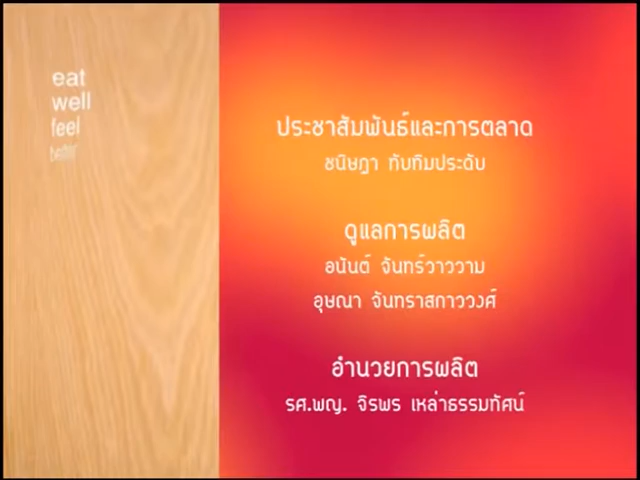 eat
well
feel
better
ประชาสัมพันธ์และการตลาด
ชนิษฎา ทับทิมประดับ
ดูแลการผลิต
อนันต์ จันทร์วาววาม
อุษณา จันทราสกาววงศ์
อำนวยการผลิต
รศ.พญ. จิรพร เหล่าธรรมทัศน์